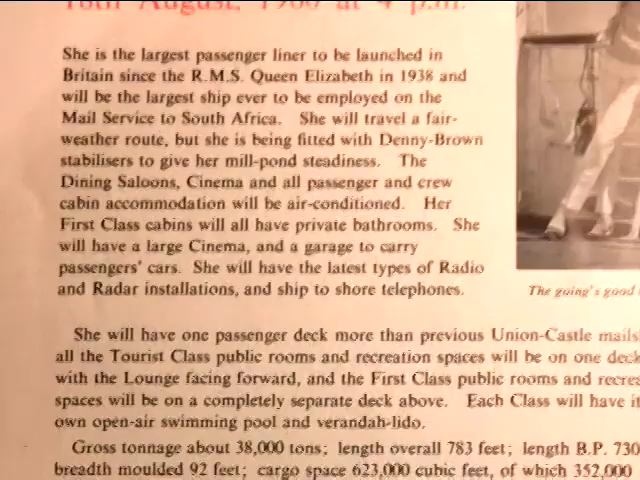 18th August, 1960 at 4 p.m.
She is the largest passenger liner to be launched in
Britain since the R.M.S. Queen Elizabeth in 1938 and
will be the largest ship ever to be employed on the
Mail Service to South Africa. She will travel a fair-
weather route, but she is being fitted with Denny-Brown
stabilisers to give her mill-pond steadiness. The
Dining Saloons, Cinema and all passenger and crew
cabin accommodation will be air-conditioned. Her
First Class cabins will all have private bathrooms. She
will have a large Cinema, and a garage to carry
passengers' cars. She will have the latest types of Radio
and Radar installations, and ship to shore telephones.
The going's good
She will have one passenger deck more than previous Union-Castle mails
all the Tourist Class public rooms and recreation spaces will be on one deck
with the Lounge facing forward, and the First Class public rooms and recrea
spaces will be on a completely separate deck above. Each Class will have it
own open-air swimming pool and verandah-lido.
Gross tonnage about 38,000 tons; length overall 783 feet; length B.P. 730
breadth moulded 92 feet; cargo space 623,000 cubic feet, of which 352,000